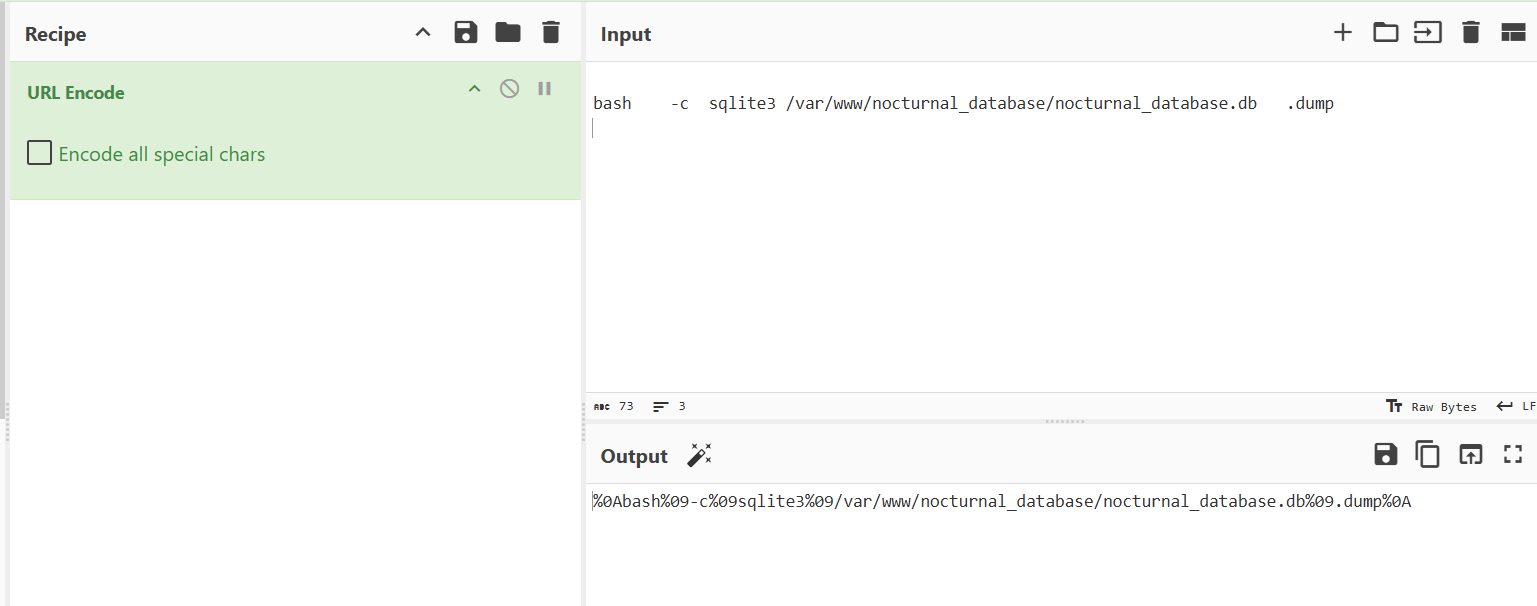 Recipe
URL Encode
Encode all special chars
Input
bash	-c	sqlite3	/var/www/nocturnal_database/nocturnal_database.db	.dump
ABC 73 3
Tт Raw Bytes LF
Output
%0Abash%09-c%09sqlite3%09/var/www/nocturnal_database/nocturnal_database.db%09.dump%0A